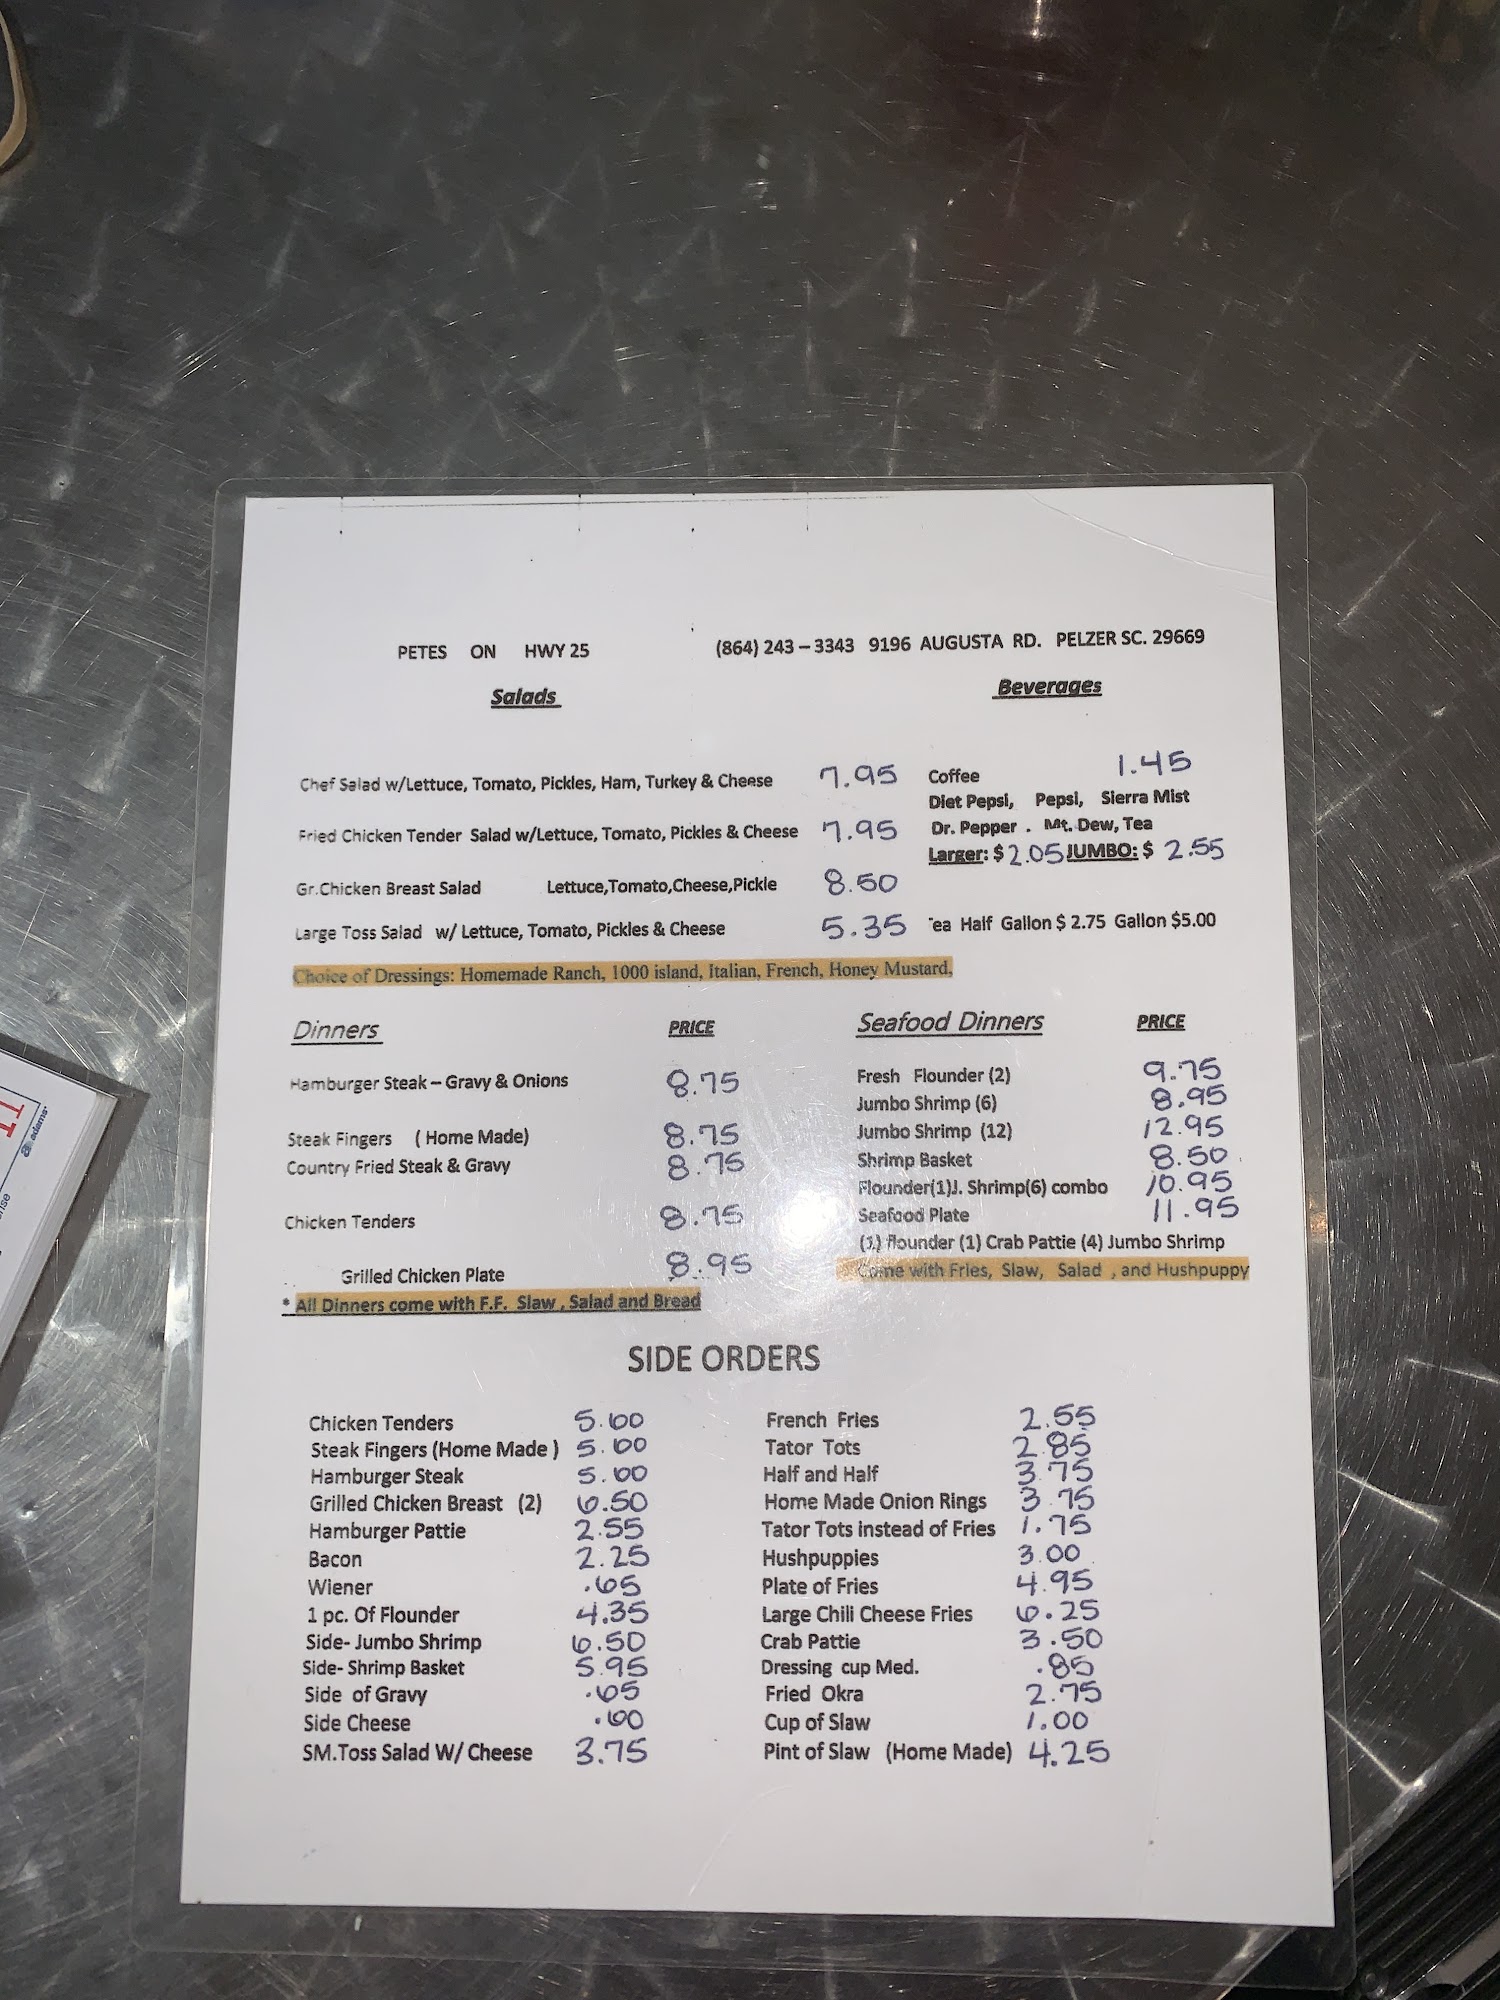 PETES ON HWY 25 (864) 243 – 3343 9196 AUGUSTA RD. PELZER SC. 29669
Salads
Chef Salad w/Lettuce, Tomato, Pickles, Ham, Turkey & Cheese 7.95
Fried Chicken Tender Salad w/Lettuce, Tomato, Pickles & Cheese 7.95
Gr.Chicken Breast Salad Lettuce,Tomato,Cheese,Pickle 8.50
Large Toss Salad w/ Lettuce, Tomato, Pickles & Cheese 5.35
Choice of Dressings: Homemade Ranch, 1000 island, Italian, French, Honey Mustard,
Beverages
Coffee 1.45
Diet Pepsi, Pepsi, Sierra Mist
Dr. Pepper . Mt. Dew, Tea
Larger: $ 2.05 JUMBO: $ 2.55
ea Half Gallon $ 2.75 Gallon $5.00
Dinners PRICE
Hamburger Steak – Gravy & Onions 8.75
Steak Fingers ( Home Made) 8.75
Country Fried Steak & Gravy 8.75
Chicken Tenders 8.75
Grilled Chicken Plate 8.95
* All Dinners come with F.F. Slaw , Salad and Bread
Seafood Dinners PRICE
Fresh Flounder (2) 9.75
Jumbo Shrimp (6) 8.95
Jumbo Shrimp (12) 12.95
Shrimp Basket 8.50
Flounder(1)J. Shrimp(6) combo 10.95
Seafood Plate 11.95
(1) flounder (1) Crab Pattie (4) Jumbo Shrimp
Come with Fries, Slaw, Salad , and Hushpuppy
SIDE ORDERS
Chicken Tenders 5.60
Steak Fingers (Home Made ) 5.60
Hamburger Steak 5.60
Grilled Chicken Breast (2) 6.50
Hamburger Pattie 2.55
Bacon 2.25
Wiener .65
1 pc. Of Flounder 4.35
Side- Jumbo Shrimp 6.50
Side- Shrimp Basket 5.95
Side of Gravy .65
Side Cheese .60
SM.Toss Salad W/ Cheese 3.75
French Fries 2.55
Tator Tots 2.85
Half and Half 3.75
Home Made Onion Rings 3.75
Tator Tots instead of Fries 1.75
Hushpuppies 3.00
Plate of Fries 4.95
Large Chili Cheese Fries 6.25
Crab Pattie 3.50
Dressing cup Med. .85
Fried Okra 2.75
Cup of Slaw 1.00
Pint of Slaw (Home Made) 4.25
adams